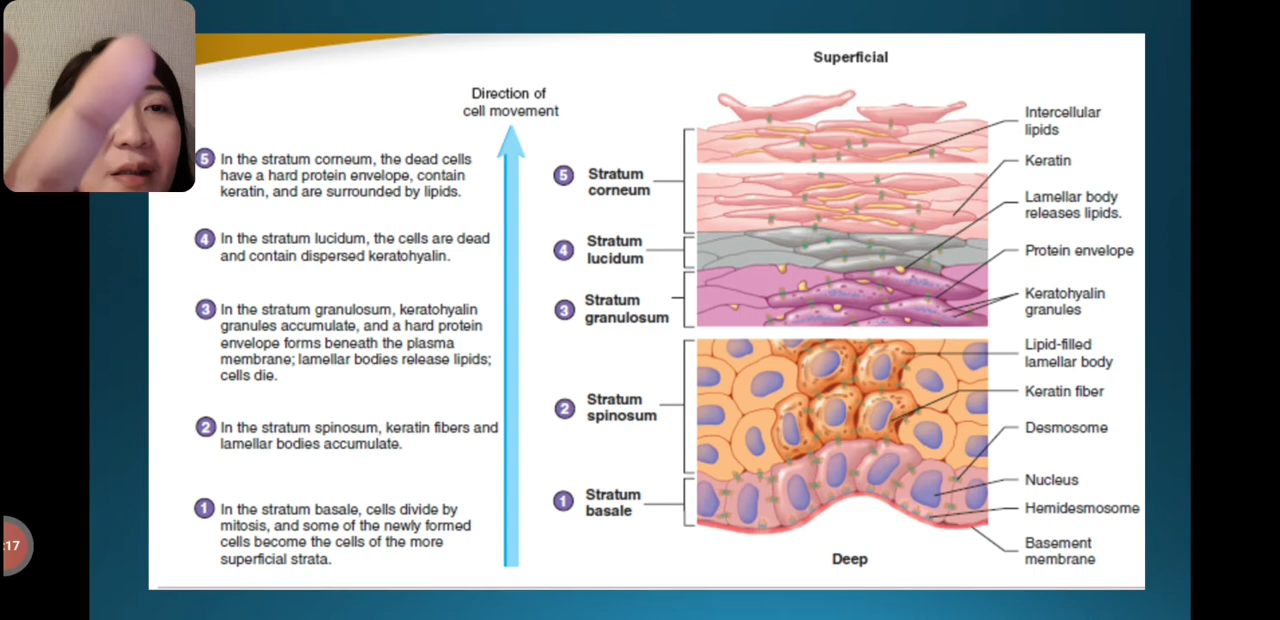 Superficial
Direction of
cell movement
5 In the stratum corneum, the dead cells
have a hard protein envelope, contain
keratin, and are surrounded by lipids.
4 In the stratum lucidum, the cells are dead
and contain dispersed keratohyalin.
3 In the stratum granulosum, keratohyalin
granules accumulate, and a hard protein
envelope forms beneath the plasma
membrane; lamellar bodies release lipids;
cells die.
2 In the stratum spinosum, keratin fibers and
lamellar bodies accumulate.
1 In the stratum basale, cells divide by
mitosis, and some of the newly formed
cells become the cells of the more
superficial strata.
5 Stratum
corneum
4 Stratum
lucidum
3 Stratum
granulosum
2 Stratum
spinosum
1 Stratum
basale
Intercellular
lipids
Keratin
Lamellar body
releases lipids.
Protein envelope
Keratohyalin
granules
Lipid-filled
lamellar body
Keratin fiber
Desmosome
Nucleus
Hemidesmosome
Basement
membrane
Deep
:17